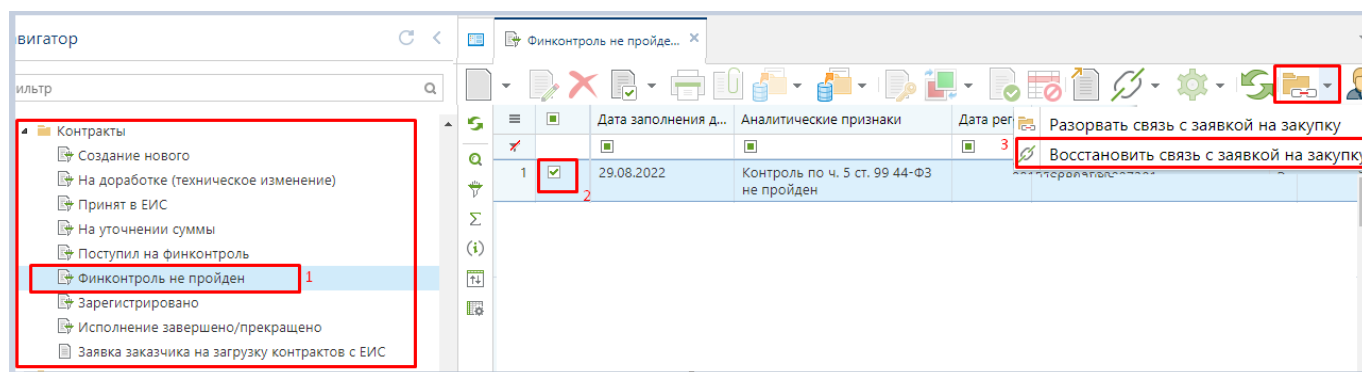 вигатор
Финконтроль не пройде...
ильтр
Контракты
Создание нового
На доработке (техническое изменение)
Принят в ЕИС
На уточнении суммы
Поступил на финконтроль
Финконтроль не пройден 1
Зарегистрировано
Исполнение завершено/прекращено
Заявка заказчика на загрузку контрактов с ЕИС
Дата заполнения д... Аналитические признаки Дата рег
Разорвать связь с заявкой на закупку
3 Восстановить связь с заявкой на закупку
1 29.08.2022 Контроль по ч. 5 ст. 99 44-ФЗ
не пройден
2